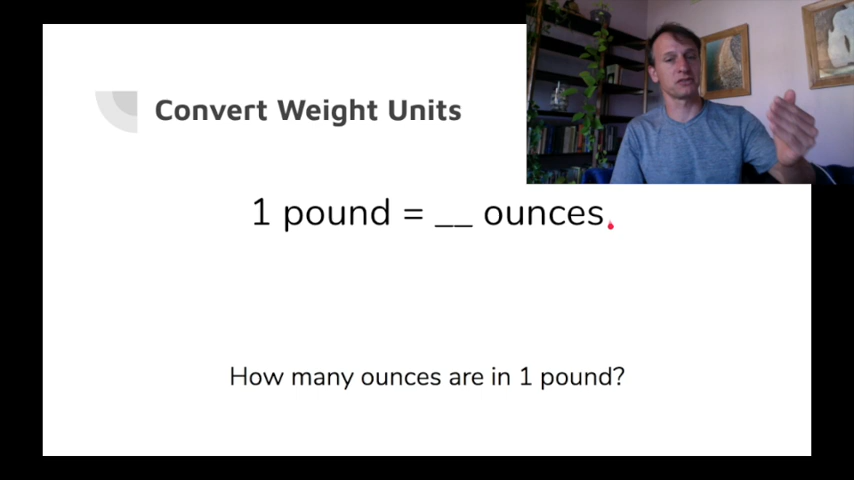 Convert Weight Units
1 pound = __ ounces
How many ounces are in 1 pound?